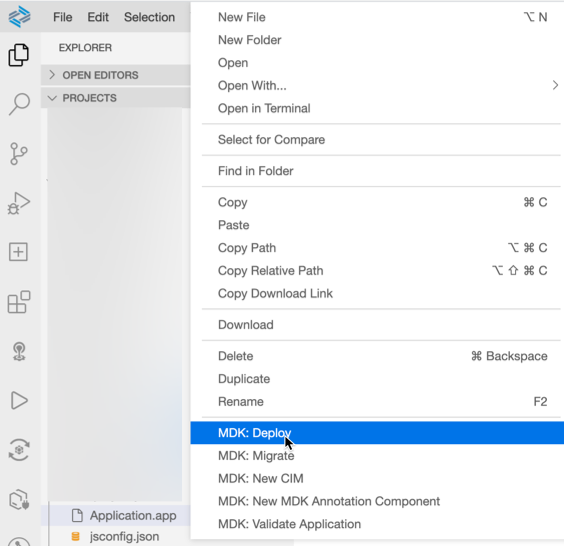 File Edit Selection
EXPLORER
OPEN EDITORS
PROJECTS
Application.app
jsconfig.json
New File ⌥ N
New Folder
Open
Open With...
Open in Terminal
Select for Compare
Find in Folder
Copy ⌘ C
Paste
Copy Path ⌥ ⌘ C
Copy Relative Path ⌥ ⇧ ⌘ C
Copy Download Link
Download
Delete ⌘ Backspace
Duplicate
Rename F2
MDK: Deploy
MDK: Migrate
MDK: New CIM
MDK: New MDK Annotation Component
MDK: Validate Application